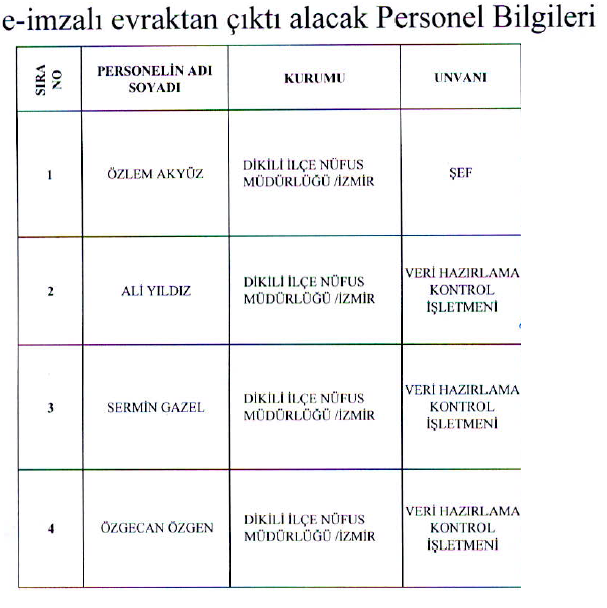 e-imzalı evraktan çıktı alacak Personel Bilgileri
SIRA NO
PERSONELİN ADI SOYADI
KURUMU
UNVANI
1
ÖZLEM AKYÜZ
DİKİLİ İLÇE NÜFUS
MÜDÜRLÜĞÜ /İZMİR
ŞEF
2
ALİ YILDIZ
DİKİLİ İLÇE NÜFUS
MÜDÜRLÜĞÜ /İZMİR
VERİ HAZIRLAMA
KONTROL
İŞLETMENİ
3
SERMİN GAZEL
DİKİLİ İLÇE NÜFUS
MÜDÜRLÜĞÜ /İZMİR
VERİ HAZIRLAMA
KONTROL
İŞLETMENİ
4
ÖZGECAN ÖZGEN
DİKİLİ İLÇE NÜFUS
MÜDÜRLÜĞÜ /İZMİR
VERİ HAZIRLAMA
KONTROL
İŞLETMENİ